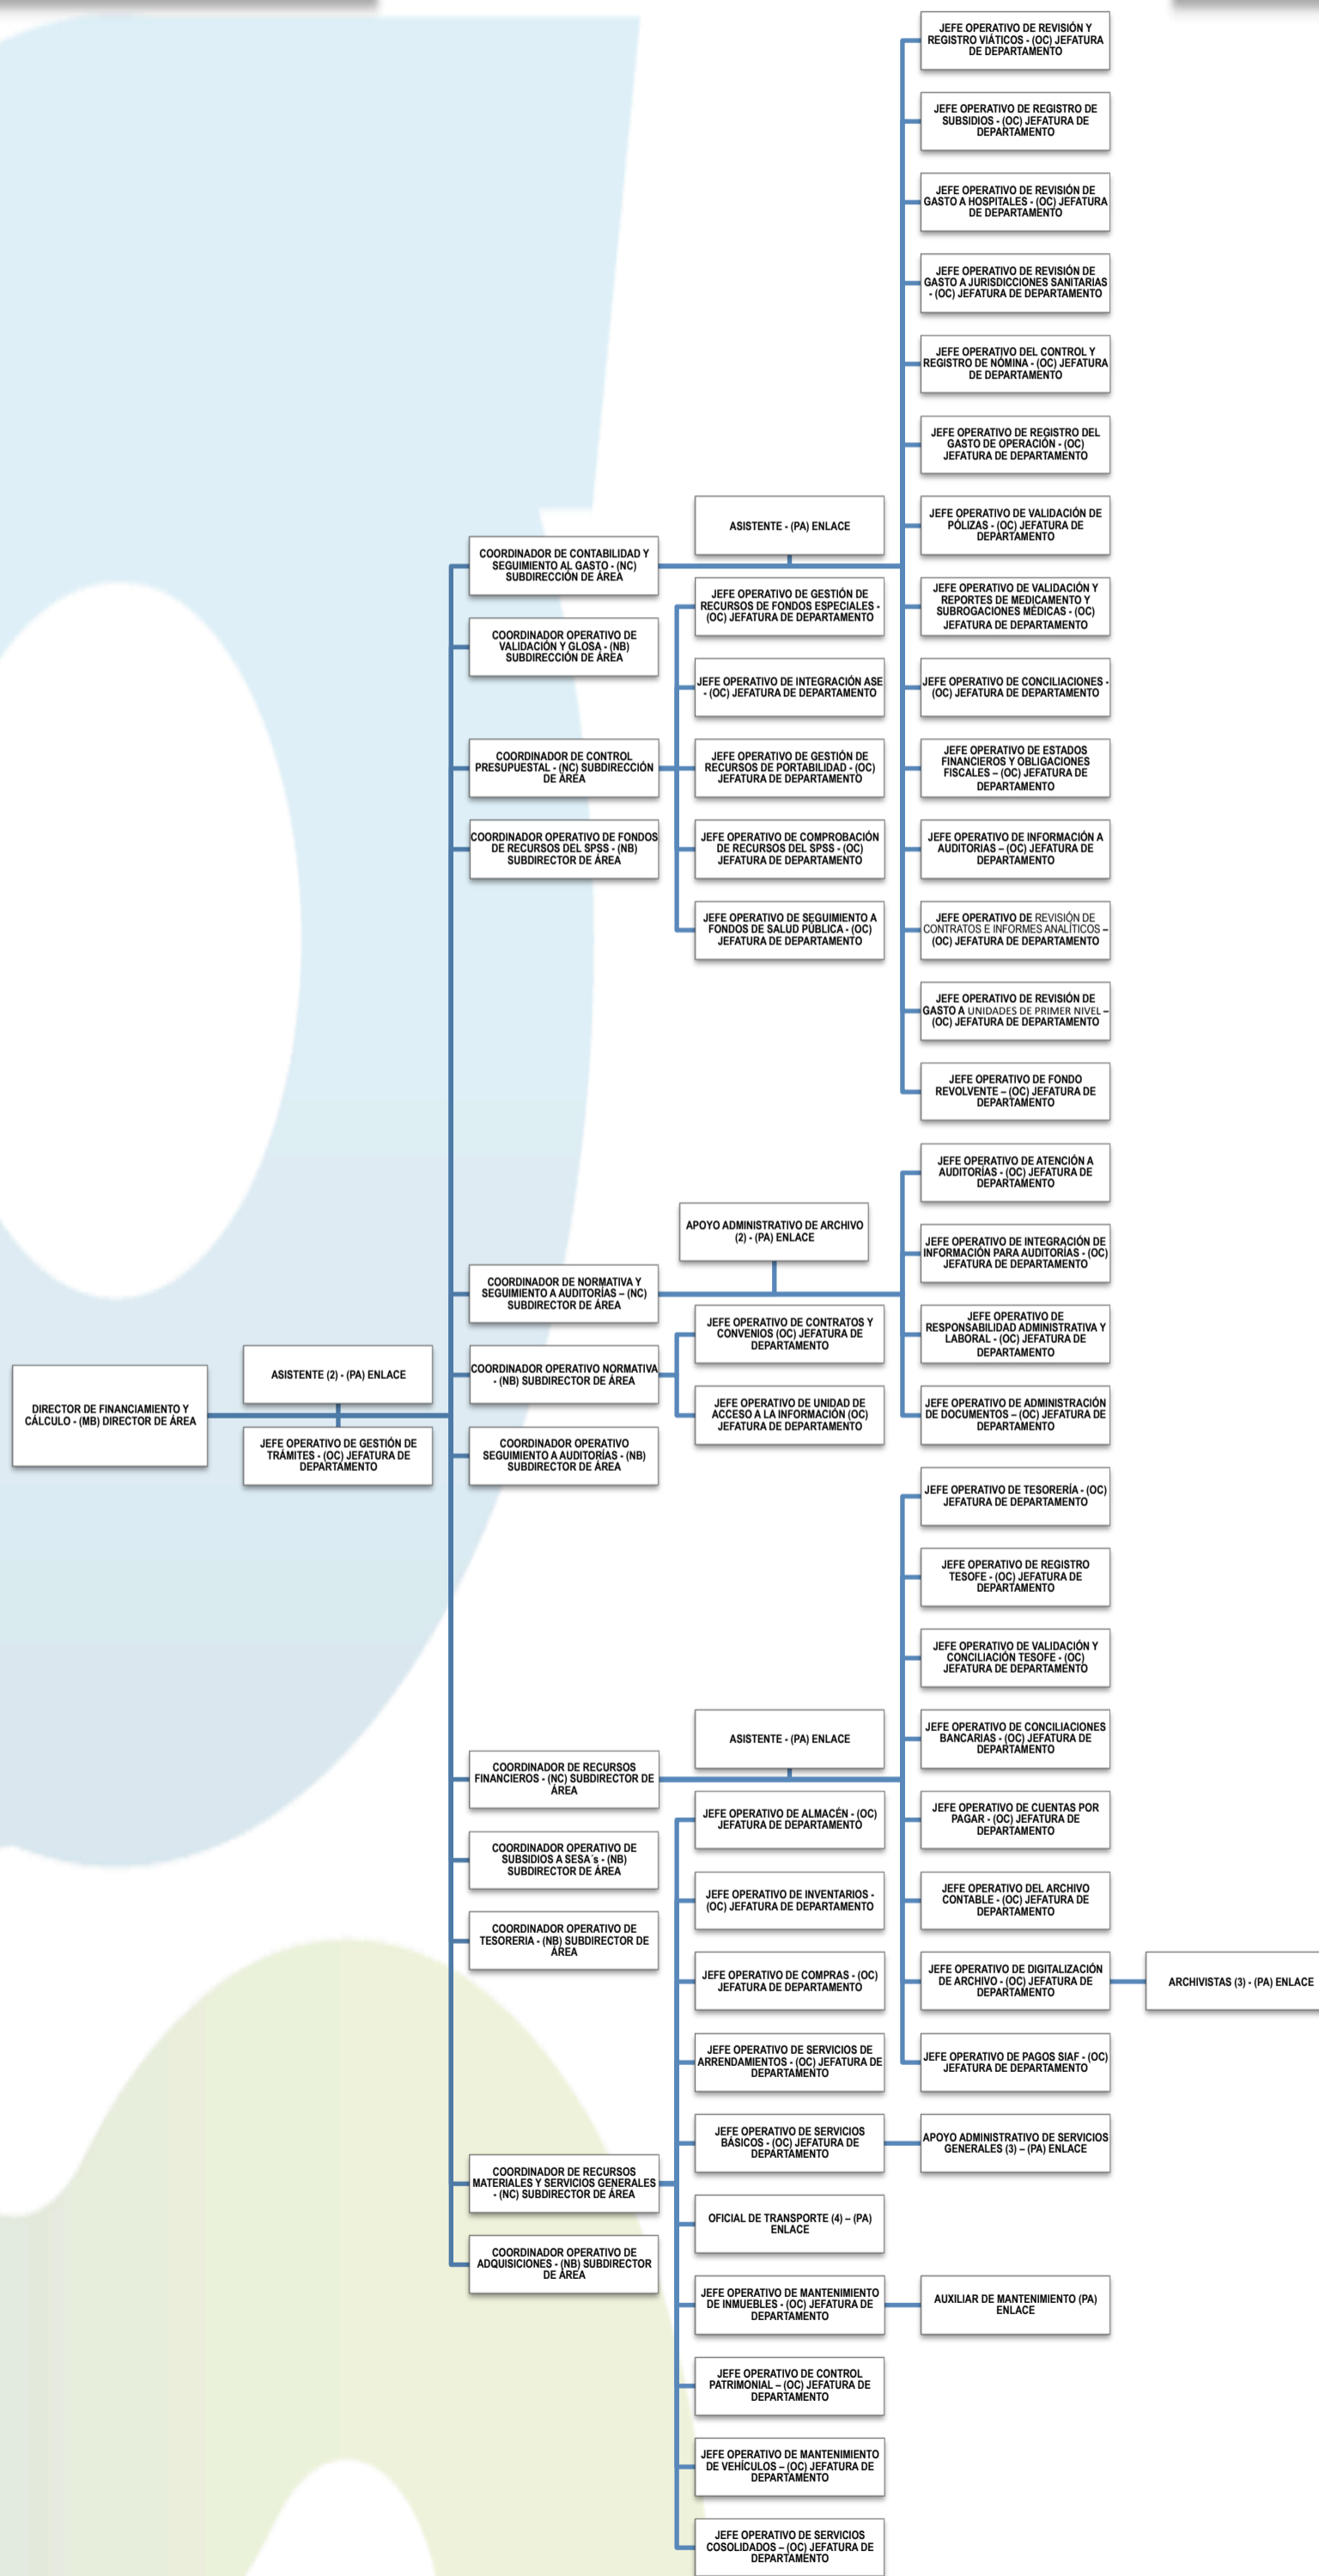 DIRECTOR DE FINANCIAMIENTO Y
CÁLCULO - (MB) DIRECTOR DE ÁREA
ASISTENTE (2) - (PA) ENLACE
JEFE OPERATIVO DE GESTIÓN DE
TRÁMITES - (OC) JEFATURA DE
DEPARTAMENTO
COORDINADOR DE CONTABILIDAD Y
SEGUIMIENTO AL GASTO - (NC)
SUBDIRECCIÓN DE ÁREA
ASISTENTE - (PA) ENLACE
JEFE OPERATIVO DE REVISIÓN Y
REGISTRO VIÁTICOS - (OC) JEFATURA
DE DEPARTAMENTO
JEFE OPERATIVO DE REGISTRO DE
SUBSIDIOS - (OC) JEFATURA DE
DEPARTAMENTO
JEFE OPERATIVO DE REVISIÓN DE
GASTO A HOSPITALES - (OC) JEFATURA
DE DEPARTAMENTO
JEFE OPERATIVO DE REVISIÓN DE
GASTO A JURISDICCIONES SANITARIAS
- (OC) JEFATURA DE DEPARTAMENTO
JEFE OPERATIVO DEL CONTROL Y
REGISTRO DE NÓMINA - (OC) JEFATURA
DE DEPARTAMENTO
JEFE OPERATIVO DE REGISTRO DEL
GASTO DE OPERACIÓN - (OC)
JEFATURA DE DEPARTAMENTO
JEFE OPERATIVO DE VALIDACIÓN DE
PÓLIZAS - (OC) JEFATURA DE
DEPARTAMENTO
JEFE OPERATIVO DE VALIDACIÓN Y
REPORTES DE MEDICAMENTO Y
SUBROGACIONES MÉDICAS - (OC)
JEFATURA DE DEPARTAMENTO
JEFE OPERATIVO DE CONCILIACIONES -
(OC) JEFATURA DE DEPARTAMENTO
JEFE OPERATIVO DE ESTADOS
FINANCIEROS Y OBLIGACIONES
FISCALES – (OC) JEFATURA DE
DEPARTAMENTO
JEFE OPERATIVO DE INFORMACIÓN A
AUDITORIAS – (OC) JEFATURA DE
DEPARTAMENTO
JEFE OPERATIVO DE REVISIÓN DE
CONTRATOS E INFORMES ANALÍTICOS –
(OC) JEFATURA DE DEPARTAMENTO
JEFE OPERATIVO DE REVISIÓN DE
GASTO A UNIDADES DE PRIMER NIVEL –
(OC) JEFATURA DE DEPARTAMENTO
JEFE OPERATIVO DE FONDO
REVOLVENTE – (OC) JEFATURA DE
DEPARTAMENTO
COORDINADOR OPERATIVO DE
VALIDACIÓN Y GLOSA - (NB)
SUBDIRECCIÓN DE ÁREA
COORDINADOR DE CONTROL
PRESUPUESTAL - (NC) SUBDIRECCIÓN
DE ÁREA
JEFE OPERATIVO DE GESTIÓN DE
RECURSOS DE FONDOS ESPECIALES -
(OC) JEFATURA DE DEPARTAMENTO
JEFE OPERATIVO DE INTEGRACIÓN ASE
- (OC) JEFATURA DE DEPARTAMENTO
JEFE OPERATIVO DE GESTIÓN DE
RECURSOS DE PORTABILIDAD - (OC)
JEFATURA DE DEPARTAMENTO
JEFE OPERATIVO DE COMPROBACIÓN
DE RECURSOS DEL SPSS - (OC)
JEFATURA DE DEPARTAMENTO
JEFE OPERATIVO DE SEGUIMIENTO A
FONDOS DE SALUD PÚBLICA - (OC)
JEFATURA DE DEPARTAMENTO
COORDINADOR OPERATIVO DE FONDOS
DE RECURSOS DEL SPSS - (NB)
SUBDIRECTOR DE ÁREA
COORDINADOR DE NORMATIVA Y
SEGUIMIENTO A AUDITORÍAS – (NC)
SUBDIRECTOR DE ÁREA
APOYO ADMINISTRATIVO DE ARCHIVO
(2) - (PA) ENLACE
JEFE OPERATIVO DE ATENCIÓN A
AUDITORÍAS - (OC) JEFATURA DE
DEPARTAMENTO
JEFE OPERATIVO DE INTEGRACIÓN DE
INFORMACIÓN PARA AUDITORÍAS - (OC)
JEFATURA DE DEPARTAMENTO
JEFE OPERATIVO DE
RESPONSABILIDAD ADMINISTRATIVA Y
LABORAL - (OC) JEFATURA DE
DEPARTAMENTO
JEFE OPERATIVO DE ADMINISTRACIÓN
DE DOCUMENTOS – (OC) JEFATURA DE
DEPARTAMENTO
COORDINADOR OPERATIVO NORMATIVA
- (NB) SUBDIRECTOR DE ÁREA
JEFE OPERATIVO DE CONTRATOS Y
CONVENIOS (OC) JEFATURA DE
DEPARTAMENTO
JEFE OPERATIVO DE UNIDAD DE
ACCESO A LA INFORMACIÓN (OC)
JEFATURA DE DEPARTAMENTO
COORDINADOR OPERATIVO
SEGUIMIENTO A AUDITORÍAS - (NB)
SUBDIRECTOR DE ÁREA
COORDINADOR DE RECURSOS
FINANCIEROS - (NC) SUBDIRECTOR DE
ÁREA
ASISTENTE - (PA) ENLACE
JEFE OPERATIVO DE TESORERÍA - (OC)
JEFATURA DE DEPARTAMENTO
JEFE OPERATIVO DE REGISTRO
TESOFE - (OC) JEFATURA DE
DEPARTAMENTO
JEFE OPERATIVO DE VALIDACIÓN Y
CONCILIACIÓN TESOFE - (OC)
JEFATURA DE DEPARTAMENTO
JEFE OPERATIVO DE CONCILIACIONES
BANCARIAS - (OC) JEFATURA DE
DEPARTAMENTO
JEFE OPERATIVO DE CUENTAS POR
PAGAR - (OC) JEFATURA DE
DEPARTAMENTO
JEFE OPERATIVO DEL ARCHIVO
CONTABLE - (OC) JEFATURA DE
DEPARTAMENTO
JEFE OPERATIVO DE DIGITALIZACIÓN
DE ARCHIVO - (OC) JEFATURA DE
DEPARTAMENTO
ARCHIVISTAS (3) - (PA) ENLACE
JEFE OPERATIVO DE PAGOS SIAF - (OC)
JEFATURA DE DEPARTAMENTO
COORDINADOR OPERATIVO DE
SUBSIDIOS A SESA´s - (NB)
SUBDIRECTOR DE ÁREA
COORDINADOR OPERATIVO DE
TESORERIA - (NB) SUBDIRECTOR DE
ÁREA
COORDINADOR DE RECURSOS
MATERIALES Y SERVICIOS GENERALES
- (NC) SUBDIRECTOR DE ÁREA
JEFE OPERATIVO DE ALMACÉN - (OC)
JEFATURA DE DEPARTAMENTO
JEFE OPERATIVO DE INVENTARIOS -
(OC) JEFATURA DE DEPARTAMENTO
JEFE OPERATIVO DE COMPRAS - (OC)
JEFATURA DE DEPARTAMENTO
JEFE OPERATIVO DE SERVICIOS DE
ARRENDAMIENTOS - (OC) JEFATURA DE
DEPARTAMENTO
JEFE OPERATIVO DE SERVICIOS
BÁSICOS - (OC) JEFATURA DE
DEPARTAMENTO
APOYO ADMINISTRATIVO DE SERVICIOS
GENERALES (3) – (PA) ENLACE
OFICIAL DE TRANSPORTE (4) – (PA)
ENLACE
JEFE OPERATIVO DE MANTENIMIENTO
DE INMUEBLES - (OC) JEFATURA DE
DEPARTAMENTO
AUXILIAR DE MANTENIMIENTO (PA)
ENLACE
JEFE OPERATIVO DE CONTROL
PATRIMONIAL – (OC) JEFATURA DE
DEPARTAMENTO
JEFE OPERATIVO DE MANTENIMIENTO
DE VEHÍCULOS – (OC) JEFATURA DE
DEPARTAMENTO
JEFE OPERATIVO DE SERVICIOS
COSOLIDADOS – (OC) JEFATURA DE
DEPARTAMENTO
COORDINADOR OPERATIVO DE
ADQUISICIONES - (NB) SUBDIRECTOR
DE ÁREA